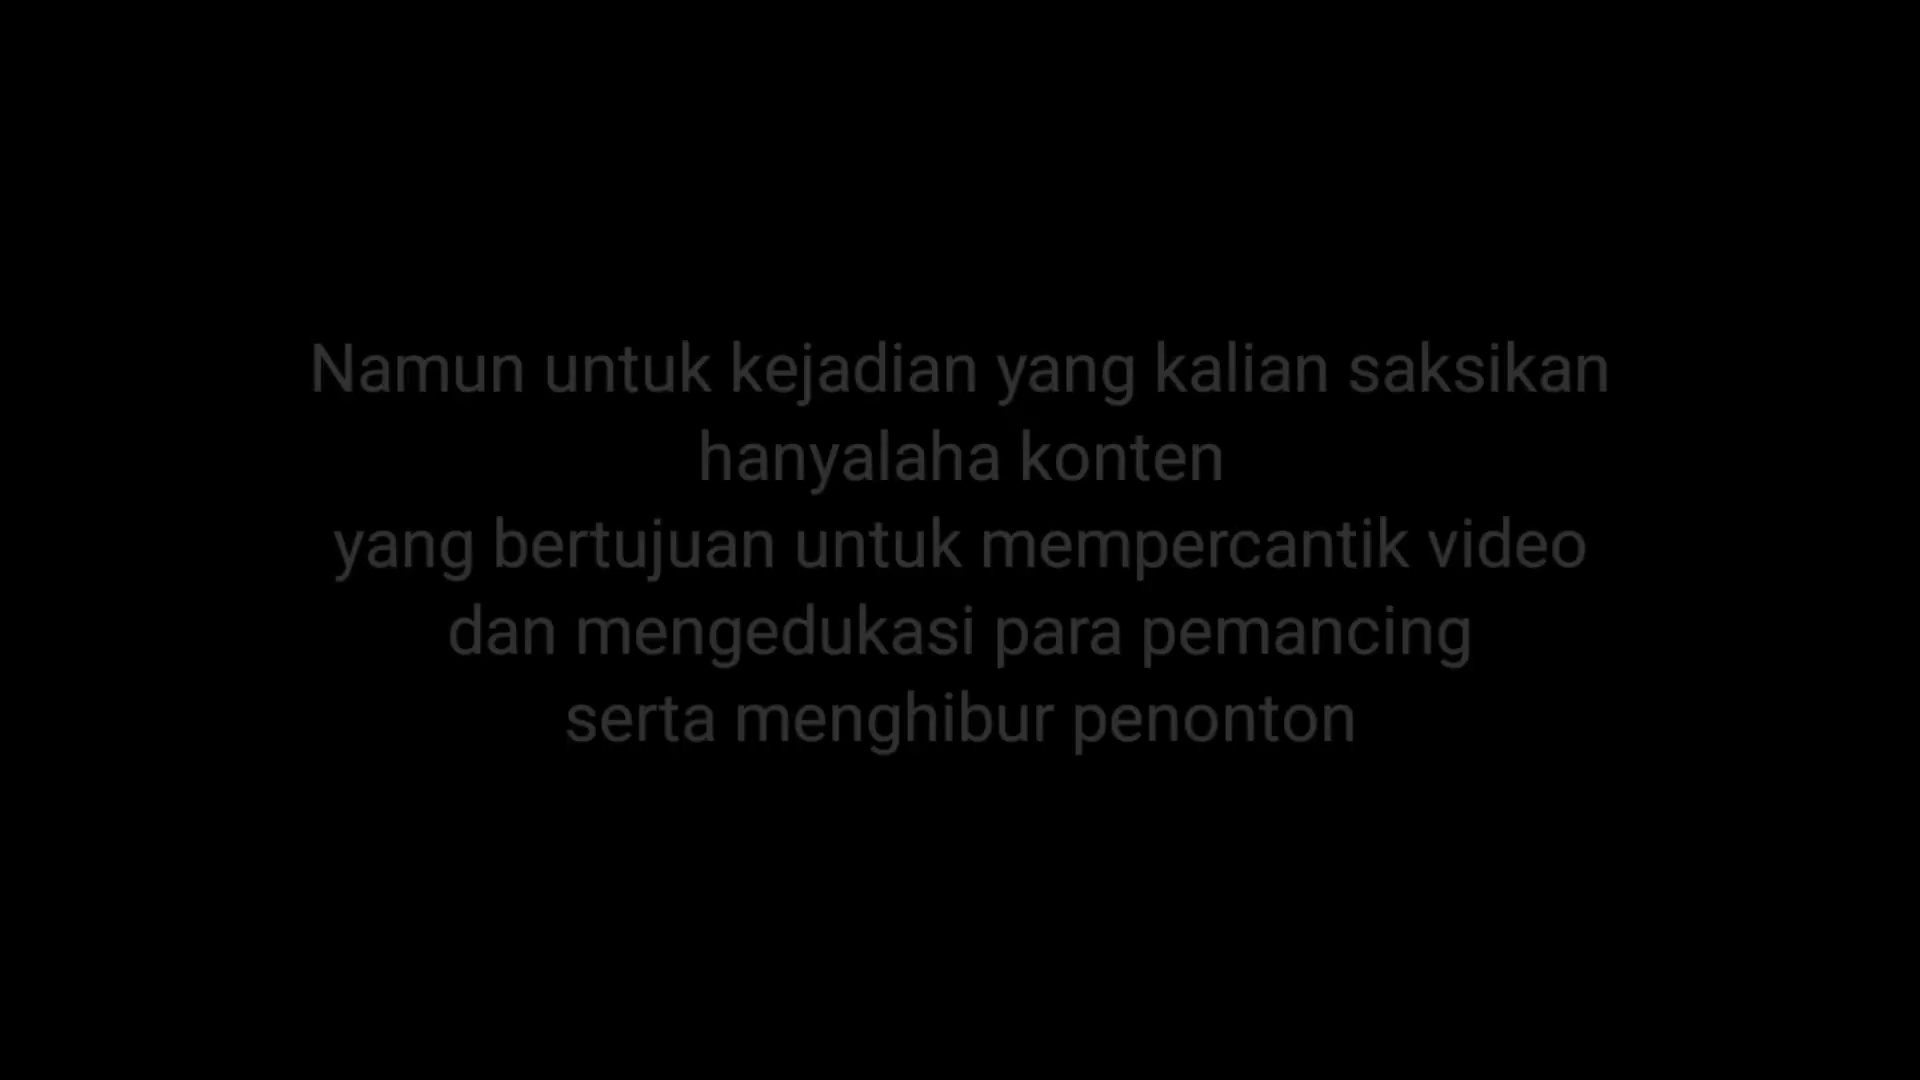 Namun untuk kejadian yang kalian saksikan
hanyalaha konten
yang bertujuan untuk mempercantik video
dan mengedukasi para pemancing
serta menghibur penonton